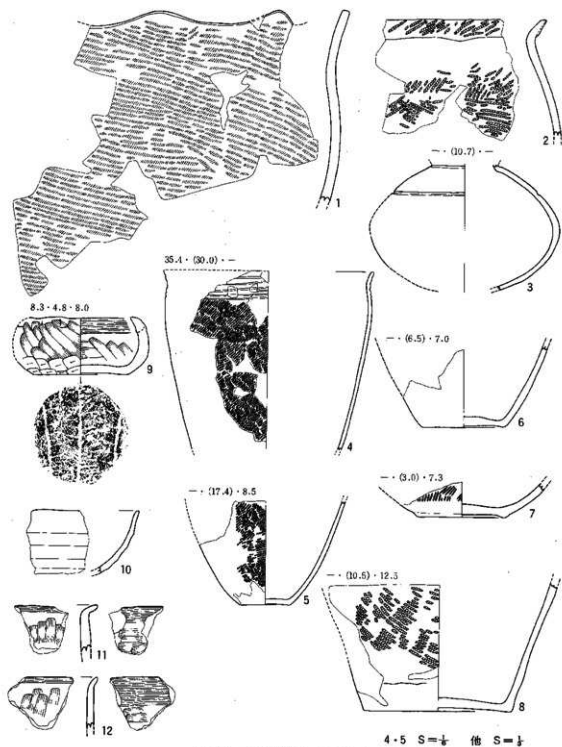 1
2
— · (10.7) · —
3
35.4 · (30.0) · —
4
8.3 · 4.8 · 8.0
9
— · (6.5) · 7.0
6
— · (3.0) · 7.3
7
10
— · (17.4) · 8.5
5
— · (10.5) · 12.3
8
11
12
4・5 S=1/6 他 S=1/3